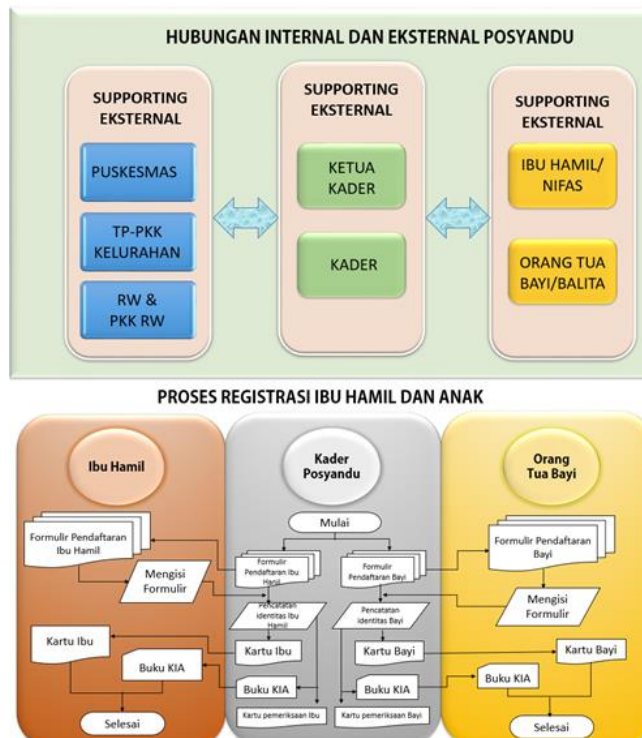 HUBUNGAN INTERNAL DAN EKSTERNAL POSYANDU
SUPPORTING
EKSTERNAL
PUSKESMAS
TP-PKK
KELURAHAN
RW &
PKK RW
SUPPORTING
EKSTERNAL
KETUA
KADER
KADER
SUPPORTING
EKSTERNAL
IBU HAMIL/
NIFAS
ORANG TUA
BAYI/BALITA
PROSES REGISTRASI IBU HAMIL DAN ANAK
Ibu Hamil
Kader
Posyandu
Orang
Tua Bayi
Mulai
Formulir Pendaftaran
Ibu Hamil
Formulir
Pendaftaran Ibu
Hamil
Formulir
Pendaftaran Bayi
Formulir Pendaftaran
Bayi
Mengisi
Formulir
Mengisi
Formulir
Pencatatan
identitas Ibu
Hamil
Pencatatan
identitas Bayi
Kartu Ibu
Kartu Ibu
Kartu Bayi
Kartu Bayi
Buku KIA
Buku KIA
Buku KIA
Buku KIA
Kartu pemeriksaan Ibu
Kartu pemeriksaan Bayi
Selesai
Selesai